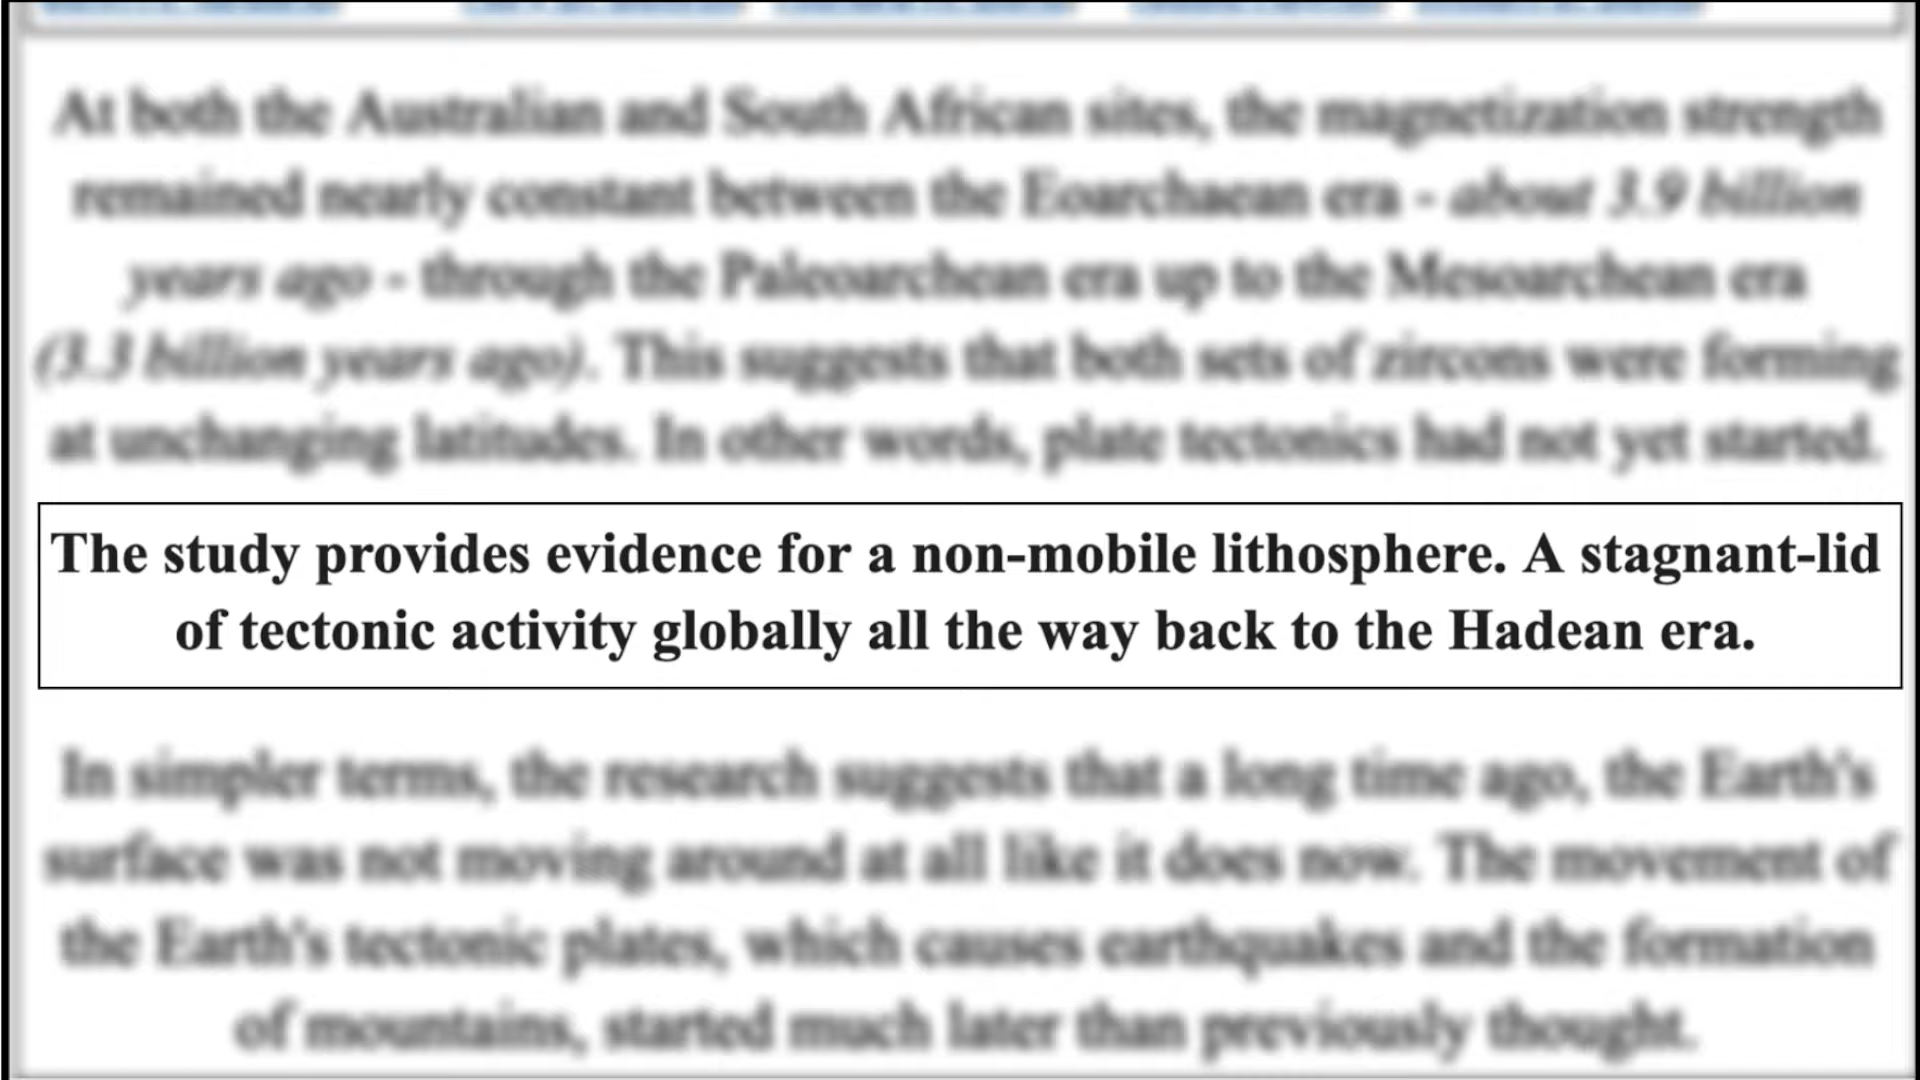 At both the Australian and South African sites, the magnetization strength
remained nearly constant between the Eoarchaean era - about 3.9 billion
years ago - through the Paleoarchean era up to the Mesoarchean era
(3.3 billion years ago). This suggests that both sets of zircons were forming
at unchanging latitudes. In other words, plate tectonics had not yet started.
The study provides evidence for a non-mobile lithosphere. A stagnant-lid
of tectonic activity globally all the way back to the Hadean era.
In simpler terms, the research suggests that a long time ago, the Earth's
surface was not moving around at all like it does now. The movement of
the Earth's tectonic plates, which causes earthquakes and the formation
of mountains, started much later than previously thought.